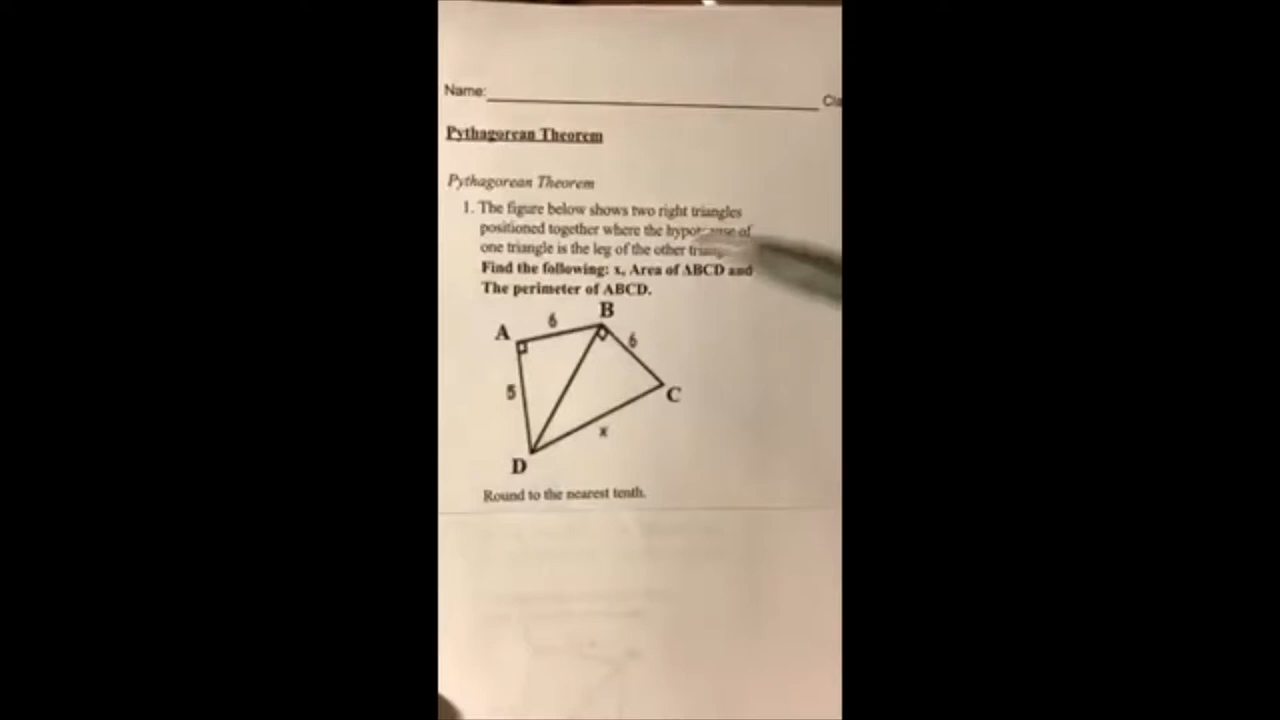 Name:
Pythagorean Theorem
Pythagorean Theorem
1. The figure below shows two right triangles
positioned together where the of
one triangle is the leg of the other
Find the following: x, Area of ABCD and
The perimeter of ABCD.
B
6
A
6
5
C
x
D
Round to the nearest tenth.